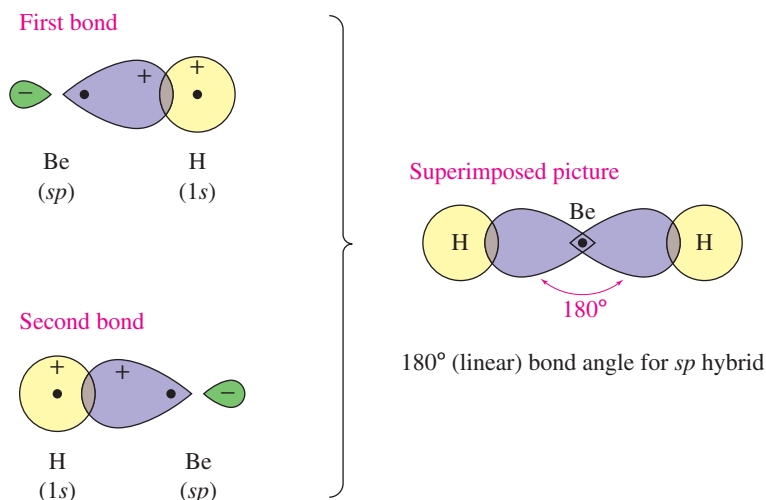 First bond
− + +
Be H
(sp) (1s)
Second bond
+ + −
H Be
(1s) (sp)
Superimposed picture
Be
H H
180°
180° (linear) bond angle for sp hybrid